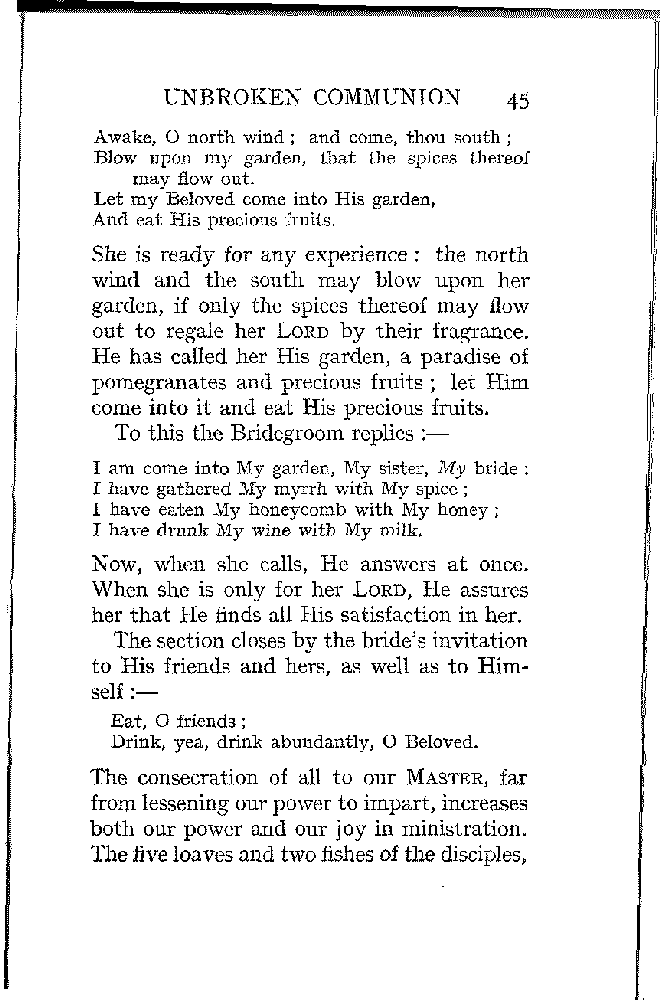 UNBROKEN COMMUNION 45
Awake, O north wind ; and come, thou south ;
Blow upon my garden, that the spices thereof
may flow out.
Let my Beloved come into His garden,
And eat His precious fruits.
She is ready for any experience : the north
wind and the south may blow upon her
garden, if only the spices thereof may flow
out to regale her LORD by their fragrance.
He has called her His garden, a paradise of
pomegranates and precious fruits ; let Him
come into it and eat His precious fruits.
To this the Bridegroom replies :—
I am come into My garden, My sister, My bride :
I have gathered My myrrh with My spice ;
I have eaten My honeycomb with My honey ;
I have drunk My wine with My milk.
Now, when she calls, He answers at once.
When she is only for her LORD, He assures
her that He finds all His satisfaction in her.
The section closes by the bride's invitation
to His friends and hers, as well as to Him-
self :—
Eat, O friends ;
Drink, yea, drink abundantly, O Beloved.
The consecration of all to our MASTER, far
from lessening our power to impart, increases
both our power and our joy in ministration.
The five loaves and two fishes of the disciples,